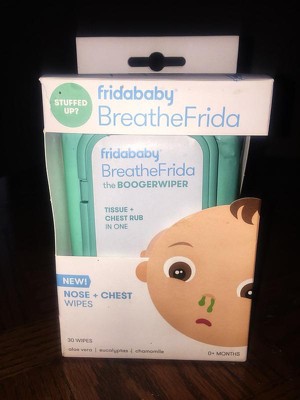 STUFFED
UP?
fridababy
BreatheFrida
fridababy
BreatheFrida
the BOOGERWIPER
TISSUE +
CHEST RUB
IN ONE
NEW!
NOSE + CHEST
WIPES
30 WIPES
aloe vera | eucalyptus | chamomile
0+ MONTHS